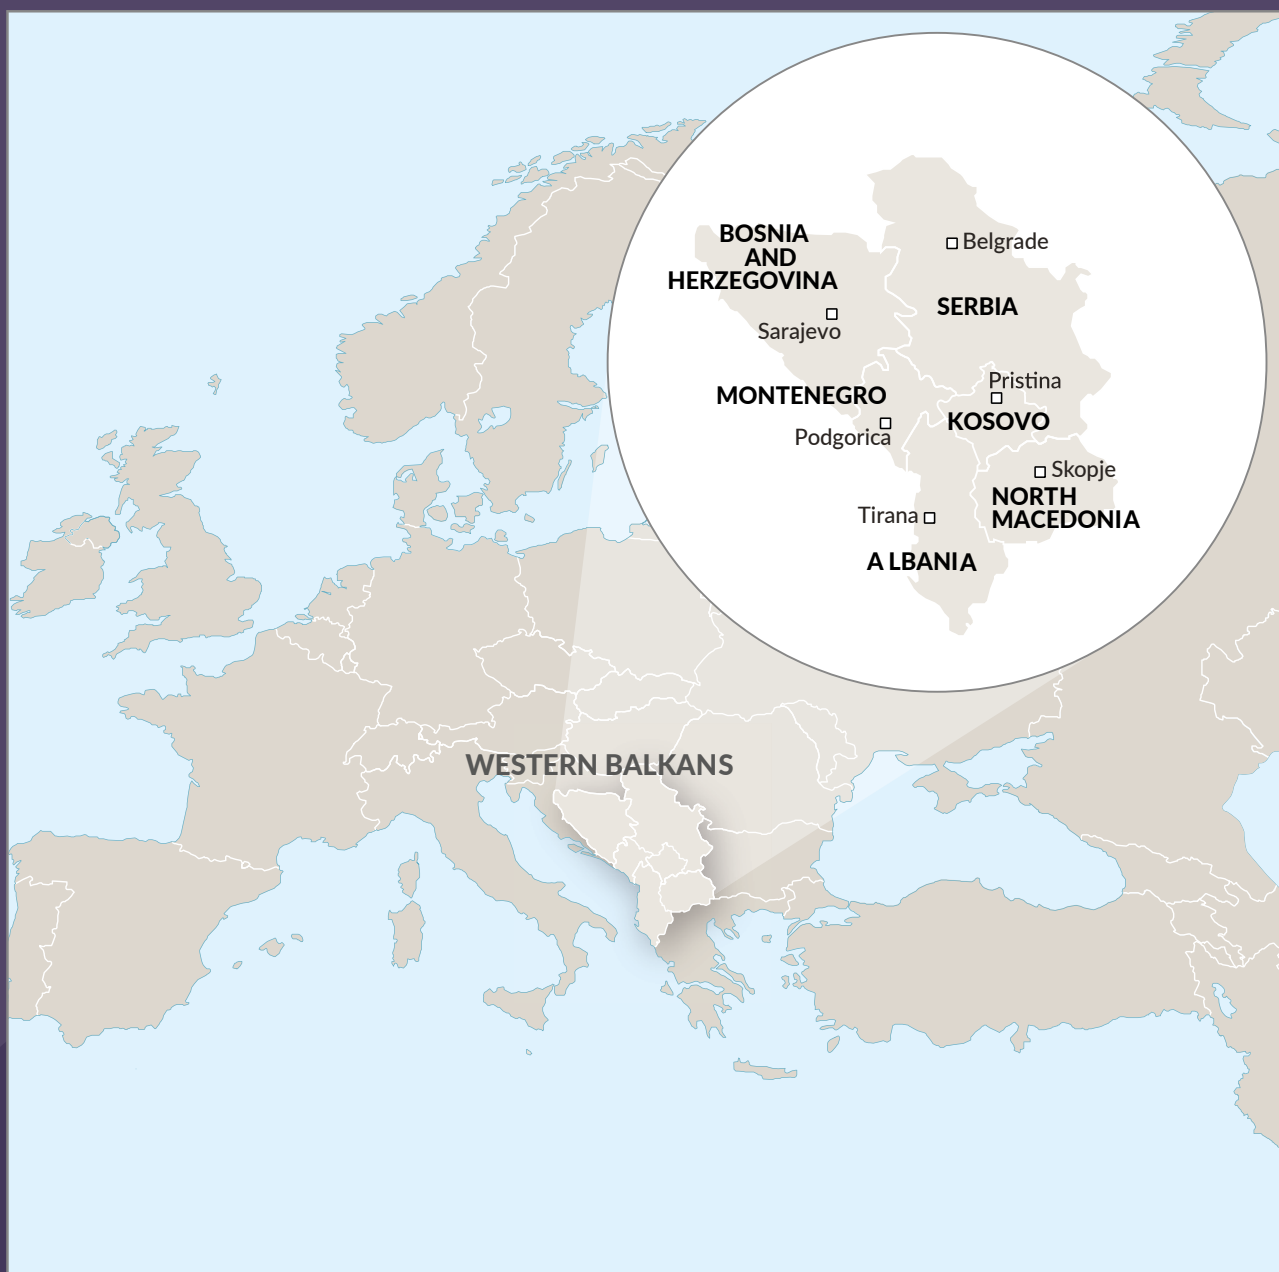 BOSNIA
AND
HERZEGOVINA
Belgrade
SERBIA
Sarajevo
Pristina
MONTENEGRO
KOSOVO
Podgorica
Skopje
NORTH
MACEDONIA
Tirana
A LBANIA
WESTERN BALKANS